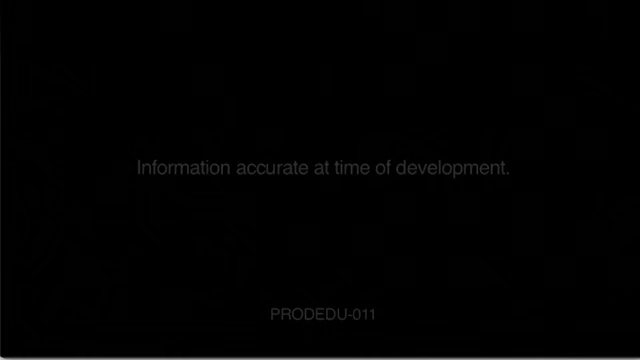 Information accurate at time of development.
PRODEDU-011